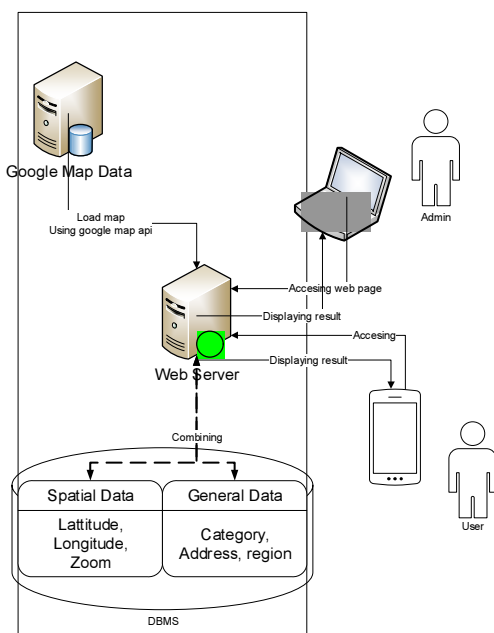 Google Map Data
Admin
Load map
Using google map api
Accesing web page
Displaying result
Accesing
Displaying result
Web Server
Combining
Spatial Data
General Data
Lattitude,
Longitude,
Zoom
Category,
Address, region
User
DBMS